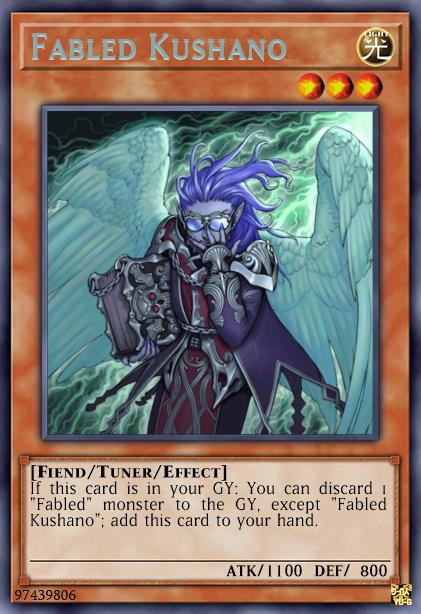 Fabled Kushano
LIGHT
光
[Fiend/Tuner/Effect]
If this card is in your GY: You can discard 1
"Fabled" monster to the GY, except "Fabled
Kushano"; add this card to your hand.
ATK/1100 DEF/ 800
97439806